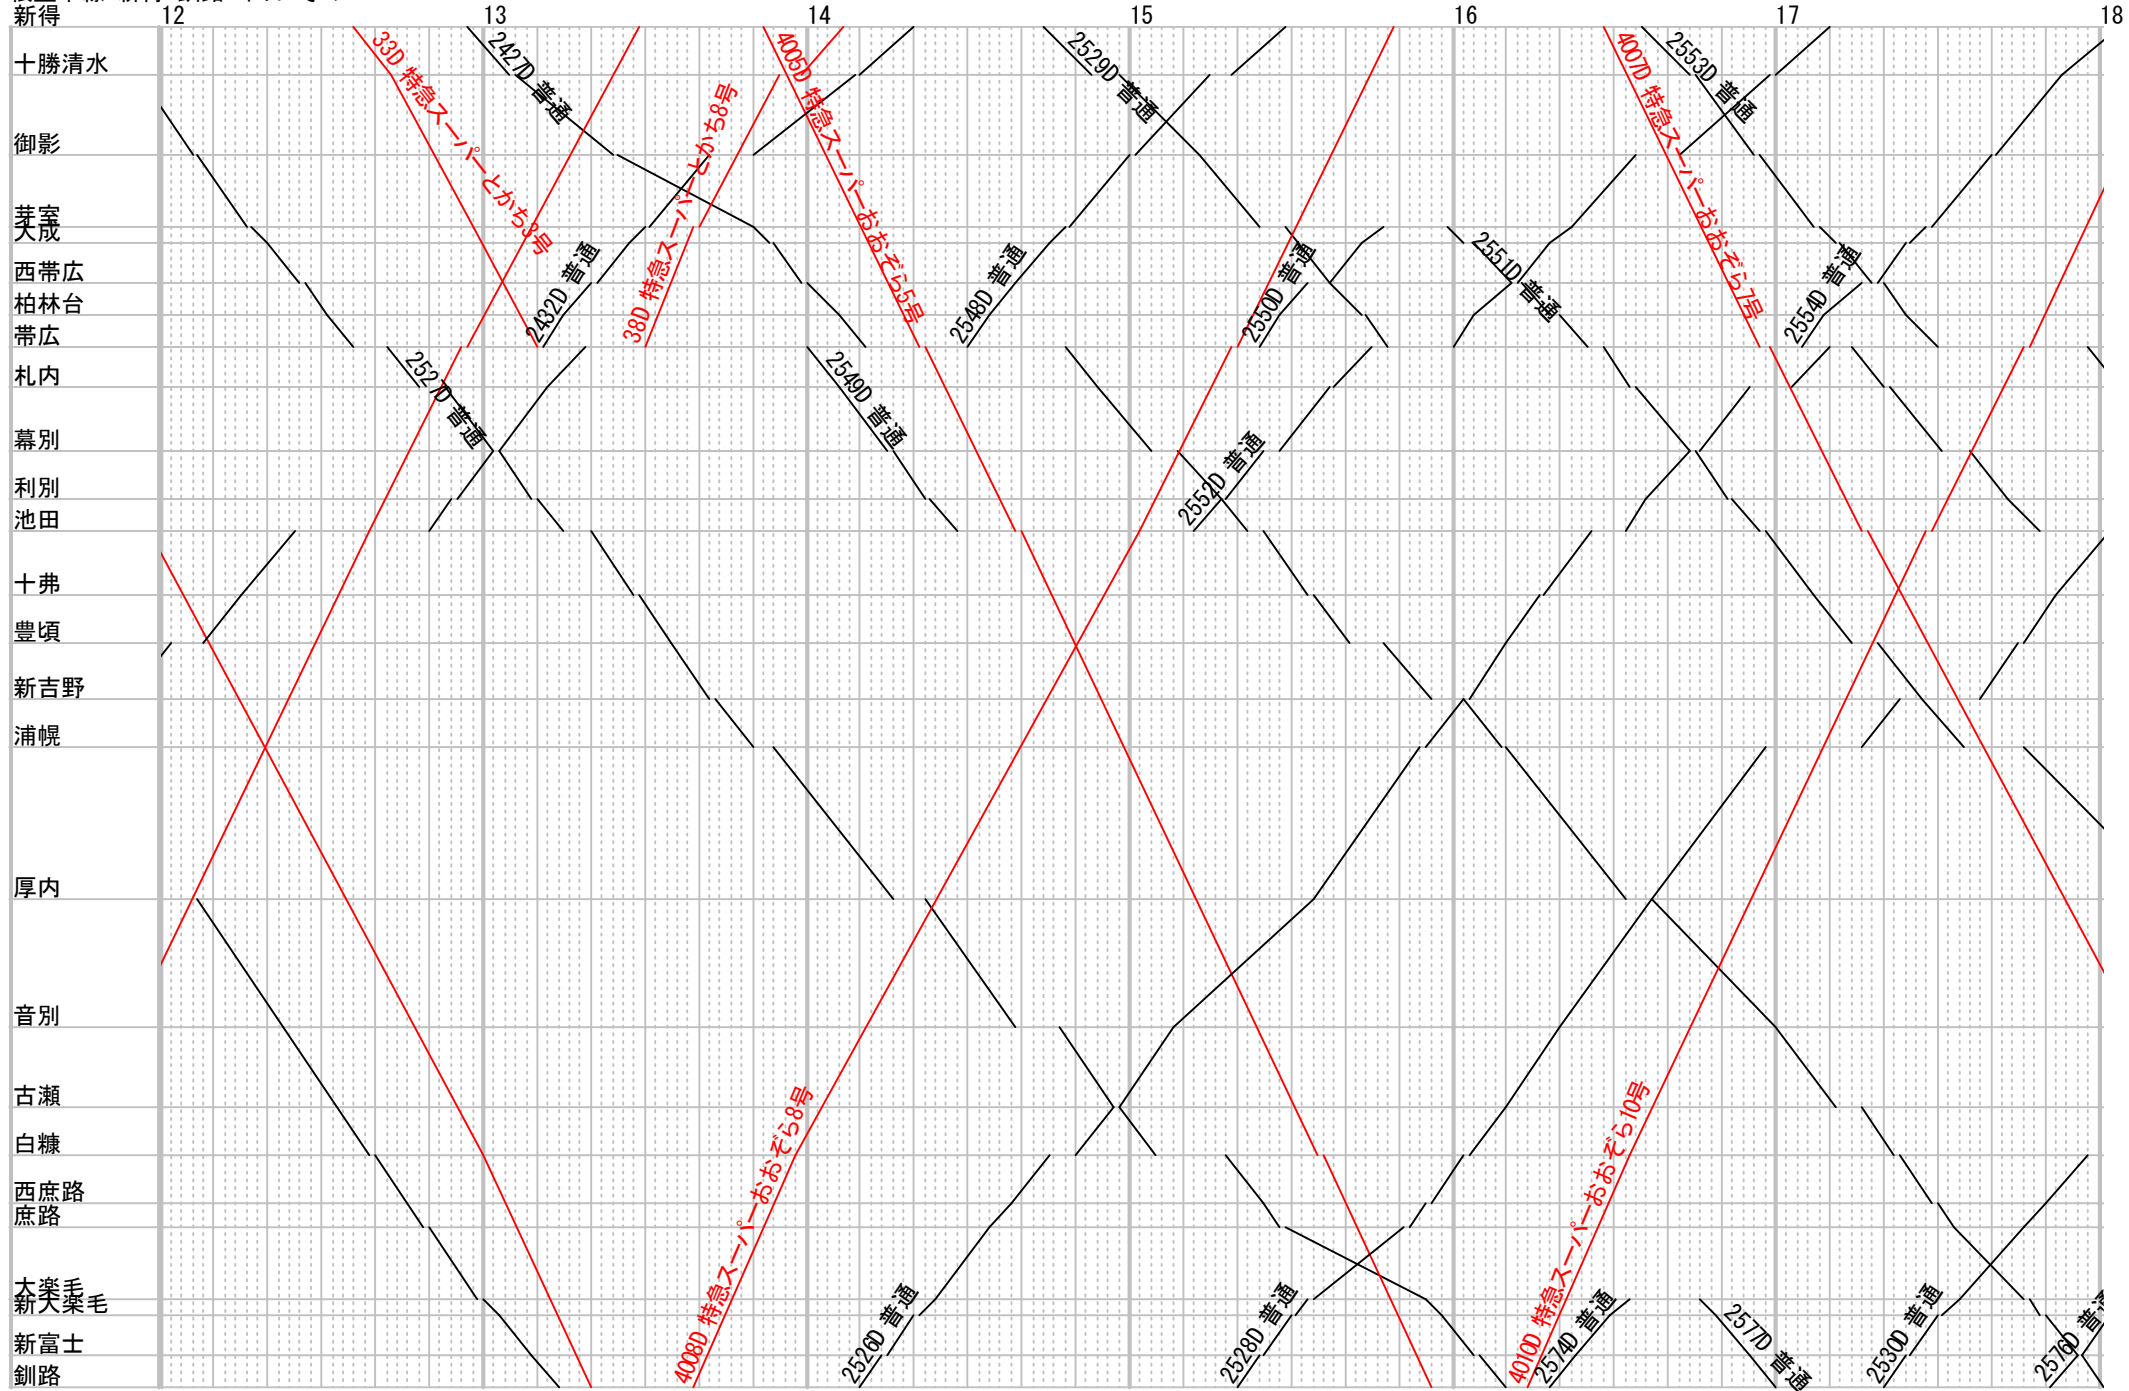 新得
12 13 14 15 16 17 18
十勝清水
御影
芽室
大成
西帯広
柏林台
帯広
札内
幕別
利別
池田
十弗
豊頃
新吉野
浦幌
厚内
音別
古瀬
白糠
西庶路
庶路
大楽毛
新大楽毛
新富士
釧路
33D 特急スーパーとかち3号
2427D 普通
4005D 特急スーパーおおぞら5号
2529D 普通
4007D 特急スーパーおおぞら7号
2553D 普通
2432D 普通
38D 特急スーパーとかち8号
2548D 普通
2550D 普通
2551D 普通
2554D 普通
2527D 普通
2549D 普通
2552D 普通
4008D 特急スーパーおおぞら8号
2526D 普通
2528D 普通
4010D 特急スーパーおおぞら10号
2574D 普通
2577D 普通
2530D 普通
2576D 普通